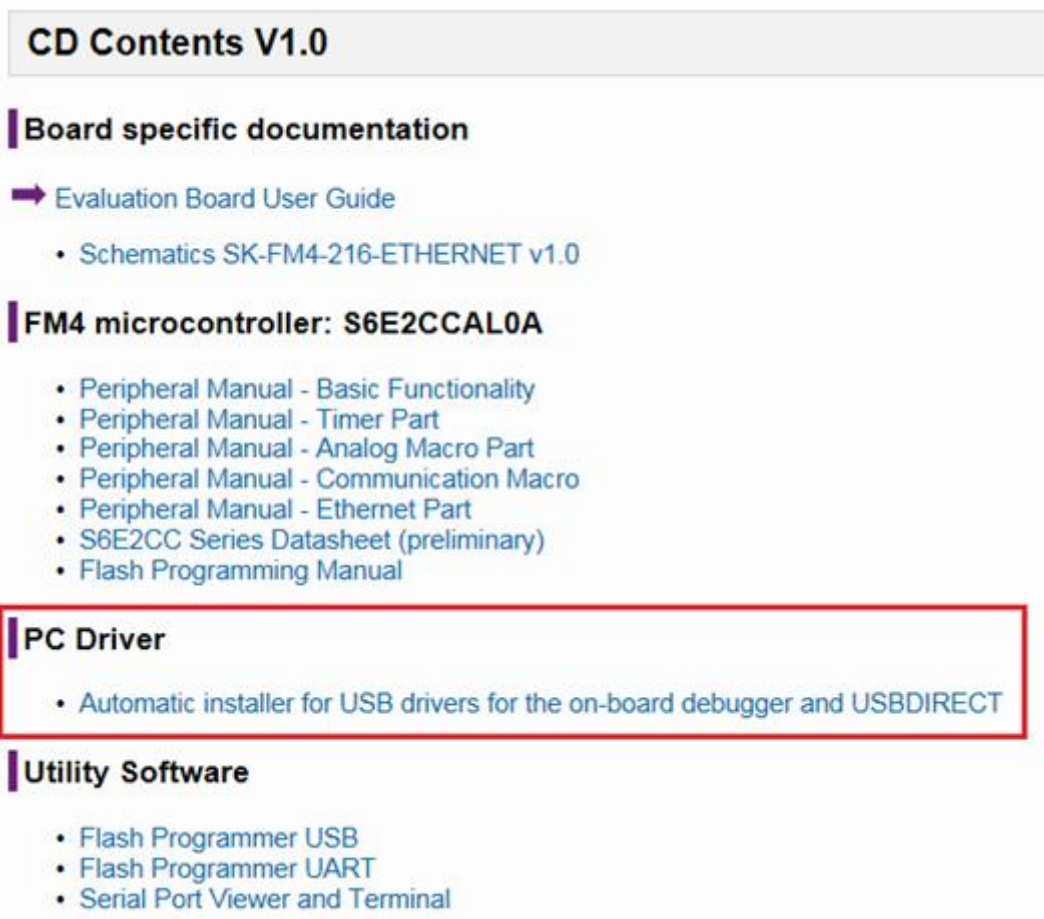 CD Contents V1.0
Board specific documentation
Evaluation Board User Guide
• Schematics SK-FM4-216-ETHERNET v1.0
FM4 microcontroller: S6E2CCAL0A
• Peripheral Manual - Basic Functionality
• Peripheral Manual - Timer Part
• Peripheral Manual - Analog Macro Part
• Peripheral Manual - Communication Macro
• Peripheral Manual - Ethernet Part
• S6E2CC Series Datasheet (preliminary)
• Flash Programming Manual
PC Driver
• Automatic installer for USB drivers for the on-board debugger and USBDIRECT
Utility Software
• Flash Programmer USB
• Flash Programmer UART
• Serial Port Viewer and Terminal